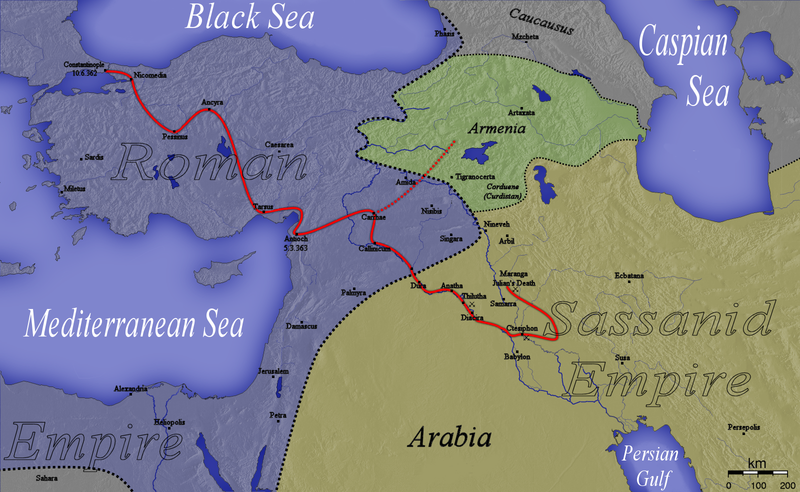 Black Sea
Caucausus
Mzcheta
Phasis
Caspian
Sea
Constantinople
10.6.362
Nicomedia
Ancyra
Pessinus
Artaxata
Armenia
Caesarea
Sardis
Roman
Tigranocerta
Amida
Corduene
(Curdistan)
Miletus
Tarsus
Carrhae
Nisibis
Antioch
5.3.363
Callinicum
Singara
Nineveh
Arbil
Ecbatana
Maranga
Julian's Death
Dura
Anatha
Thilutha
Samarra
Palmyra
Diacira
Mediterranean Sea
Damascus
Ctesiphon
Sassanid
Babylon
Susa
Empire
Jerusalem
Alexandria
Petra
Heliopolis
Empire
Arabia
Persepolis
Persian
Gulf
Sahara
km
0 100 200